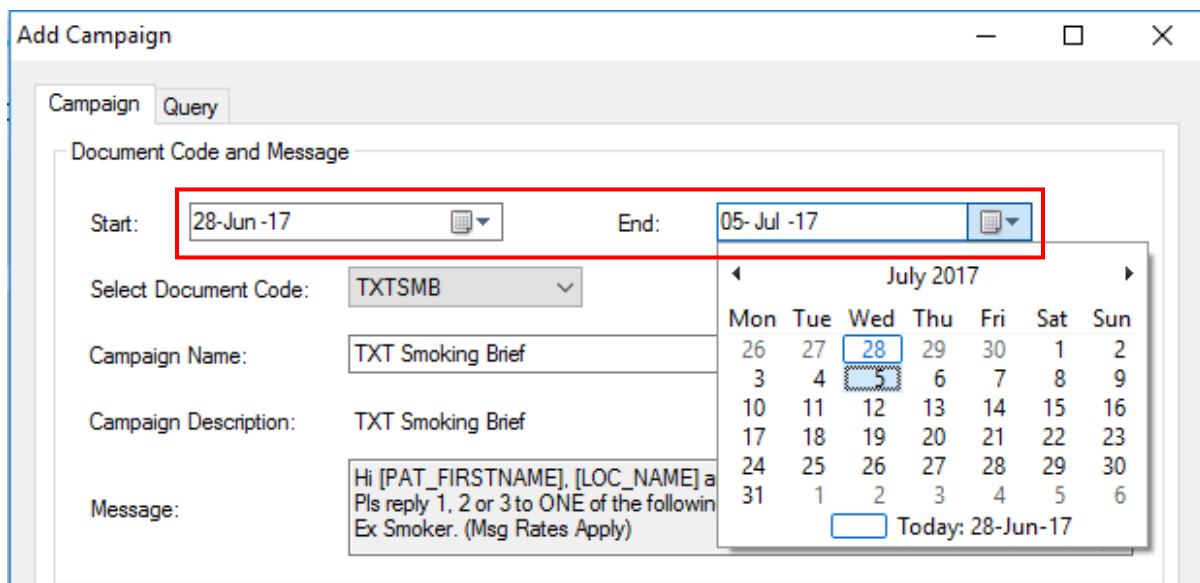 Add Campaign
Campaign Query
Document Code and Message
Start: 28-Jun -17 End: 05- Jul -17
Select Document Code: TXTSMB
Campaign Name: TXT Smoking Brief
Campaign Description: TXT Smoking Brief
Message:
Hi [PAT_FIRSTNAME], [LOC_NAME] a
Pls reply 1, 2 or 3 to ONE of the followin
Ex Smoker. (Msg Rates Apply)
July 2017
Mon Tue Wed Thu Fri Sat Sun
26 27 28 29 30 1 2
3 4 5 6 7 8 9
10 11 12 13 14 15 16
17 18 19 20 21 22 23
24 25 26 27 28 29 30
31 1 2 3 4 5 6
Today: 28-Jun-17